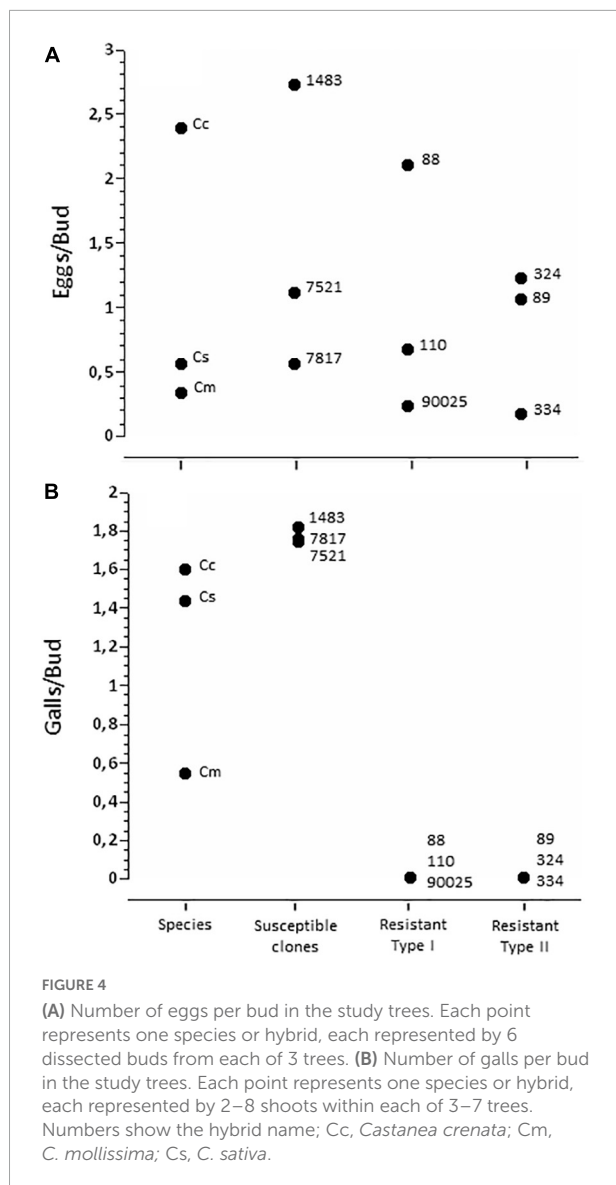 A
3
2,5
2
1,5
1
0,5
0
Eggs/Bud
Cc
Cs
Cm
1483
7521
7817
88
110
90025
324
89
334
B
2
1,8
1,6
1,4
1,2
1
0,8
0,6
0,4
0,2
0
Galls/Bud
Cc
Cs
Cm
1483
7817
7521
88
110
90025
89
324
334
Species
Susceptible
clones
Resistant
Type I
Resistant
Type II
FIGURE 4
(A) Number of eggs per bud in the study trees. Each point
represents one species or hybrid, each represented by 6
dissected buds from each of 3 trees. (B) Number of galls per bud
in the study trees. Each point represents one species or hybrid,
each represented by 2–8 shoots within each of 3–7 trees.
Numbers show the hybrid name; Cc, Castanea crenata; Cm,
C. mollissima; Cs, C. sativa.